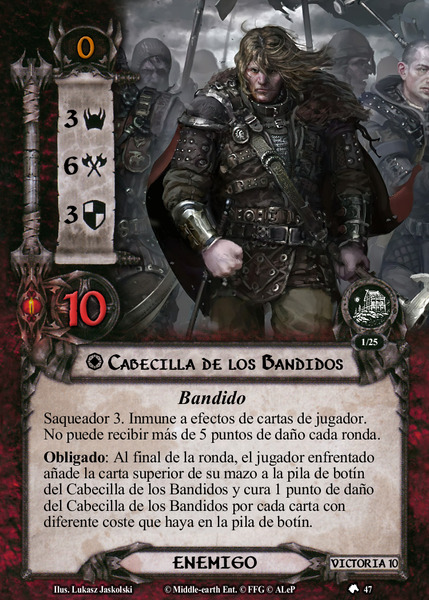 0
3
6
3
10
1/25
Cabecilla de los Bandidos
Bandido
Saqueador 3. Inmune a efectos de cartas de jugador.
No puede recibir más de 5 puntos de daño cada ronda.
Obligado: Al final de la ronda, el jugador enfrentado
añade la carta superior de su mazo a la pila de botín
del Cabecilla de los Bandidos y cura 1 punto de daño
del Cabecilla de los Bandidos por cada carta con
diferente coste que haya en la pila de botín.
ENEMIGO
VICTORIA 10
Ilus. Lukasz Jaskolski
© Middle-earth Ent. © FFG © ALeP
47